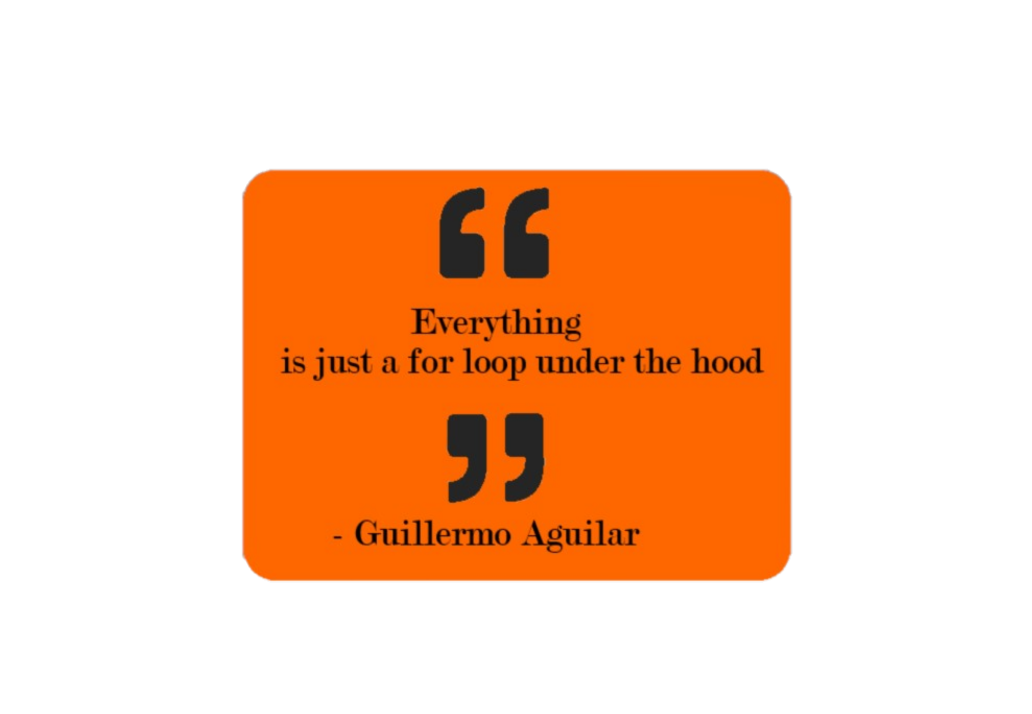 “
Everything
is just a for loop under the hood
”
- Guillermo Aguilar